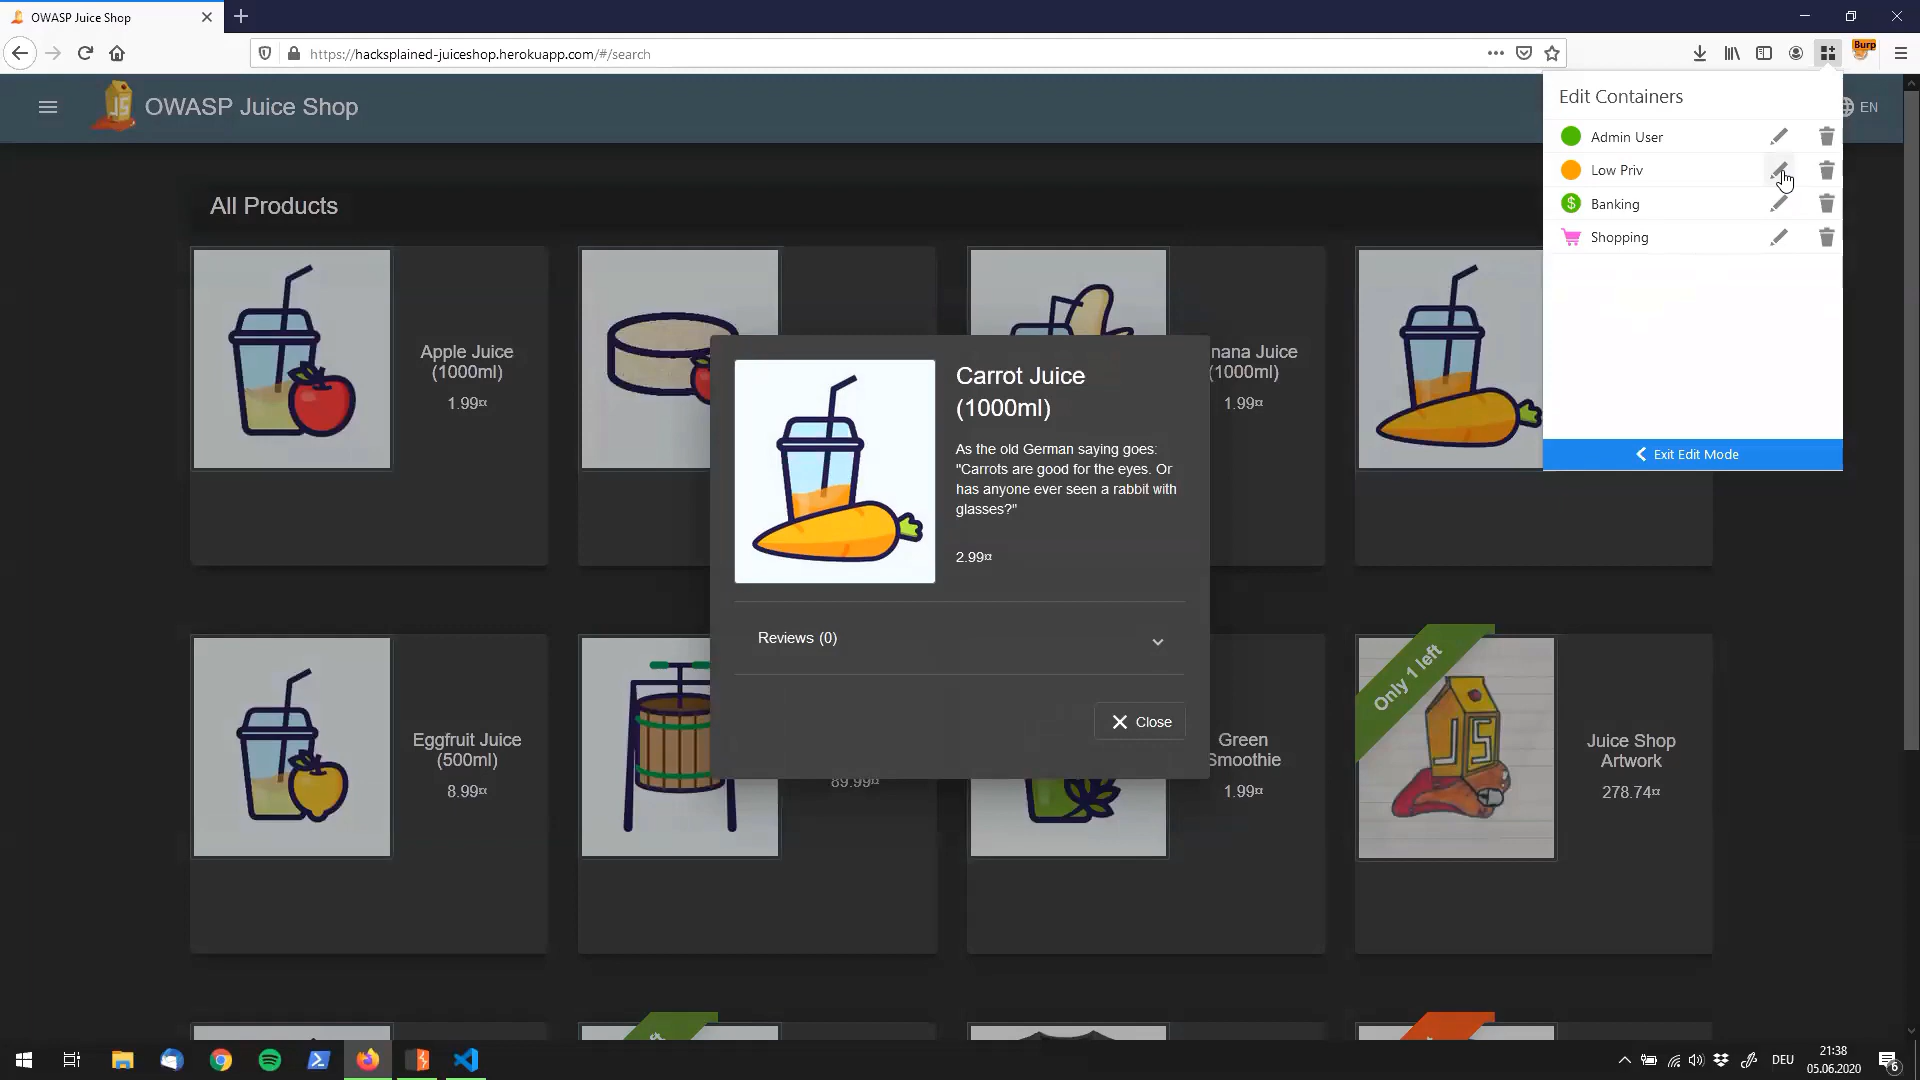 OWASP Juice Shop
https://hacksplained-juiceshop.herokuapp.com/#/search
Burp
OWASP Juice Shop
EN
Edit Containers
Admin User
Low Priv
$ Banking
Shopping
Exit Edit Mode
All Products
Apple Juice
(1000ml)
1.99¤
nana Juice
(1000ml)
1.99¤
Carrot Juice
(1000ml)
As the old German saying goes:
"Carrots are good for the eyes. Or
has anyone ever seen a rabbit with
glasses?"
2.99¤
Reviews (0)
Close
Eggfruit Juice
(500ml)
8.99¤
89.99¤
Green
Smoothie
1.99¤
Only 1 left
JS
Juice Shop
Artwork
278.74¤
DEU
21:38
05.06.2020
6